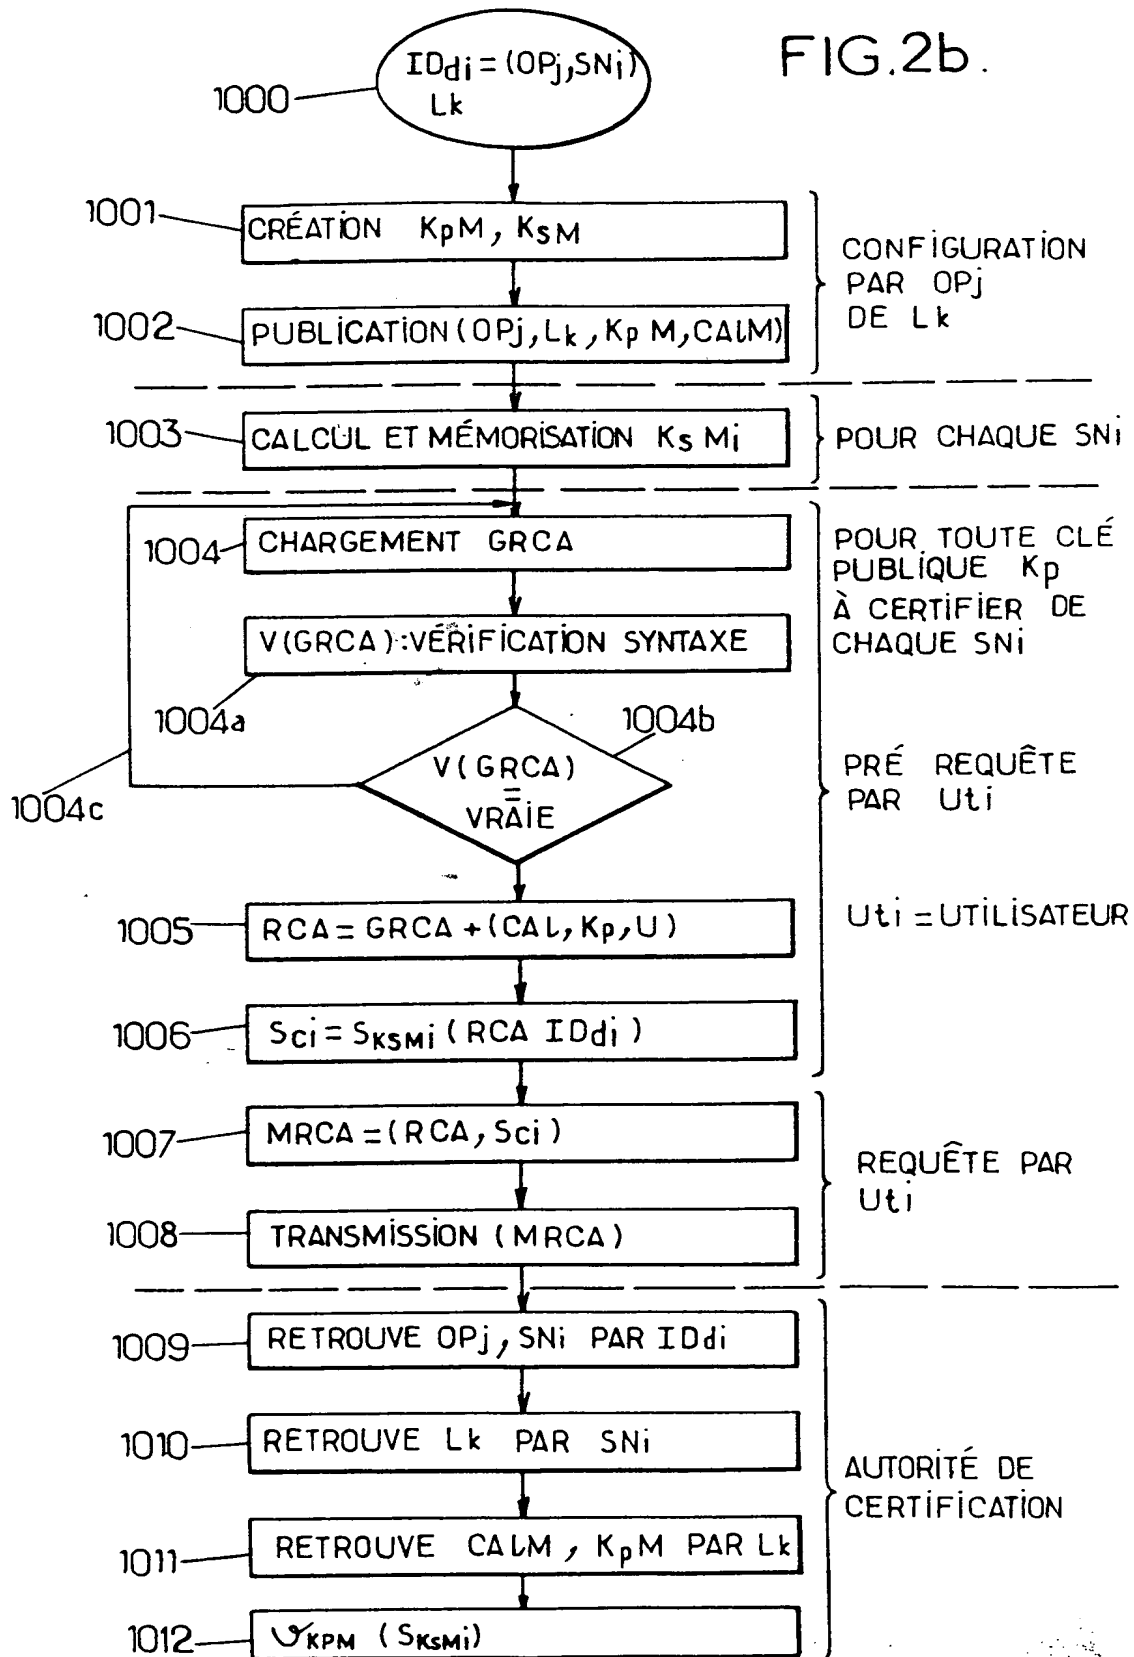 FIG.2b.
IDdi = (OPj,SNi)
Lk
1000
1001
CRÉATION KpM, KsM
1002
PUBLICATION (OPj, Lk, KpM, CALM)
CONFIGURATION
PAR OPj
DE Lk
1003
CALCUL ET MÉMORISATION KsMi
POUR CHAQUE SNi
1004
CHARGEMENT GRCA
V(GRCA):VÉRIFICATION SYNTAXE
1004a
1004b
V(GRCA)
=
VRAIE
1004c
POUR TOUTE CLÉ
PUBLIQUE Kp
À CERTIFIER DE
CHAQUE SNi
PRÉ REQUÊTE
PAR Uti
Uti = UTILISATEUR
1005
RCA = GRCA + (CAL, Kp, U)
1006
Sci = SKSMi (RCA IDdi)
1007
MRCA = (RCA, Sci)
1008
TRANSMISSION (MRCA)
REQUÊTE PAR
Uti
1009
RETROUVE OPj, SNi PAR IDdi
1010
RETROUVE Lk PAR SNi
1011
RETROUVE CALM, KpM PAR Lk
1012
𝒱KPM (SKSMi)
AUTORITÉ DE
CERTIFICATION